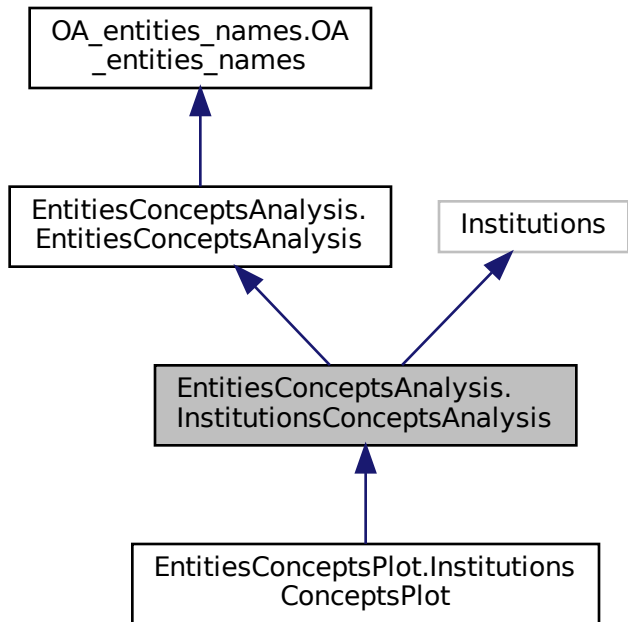 OA_entities_names.OA
_entities_names
EntitiesConceptsAnalysis.
EntitiesConceptsAnalysis
Institutions
EntitiesConceptsAnalysis.
InstitutionsConceptsAnalysis
EntitiesConceptsPlot.Institutions
ConceptsPlot